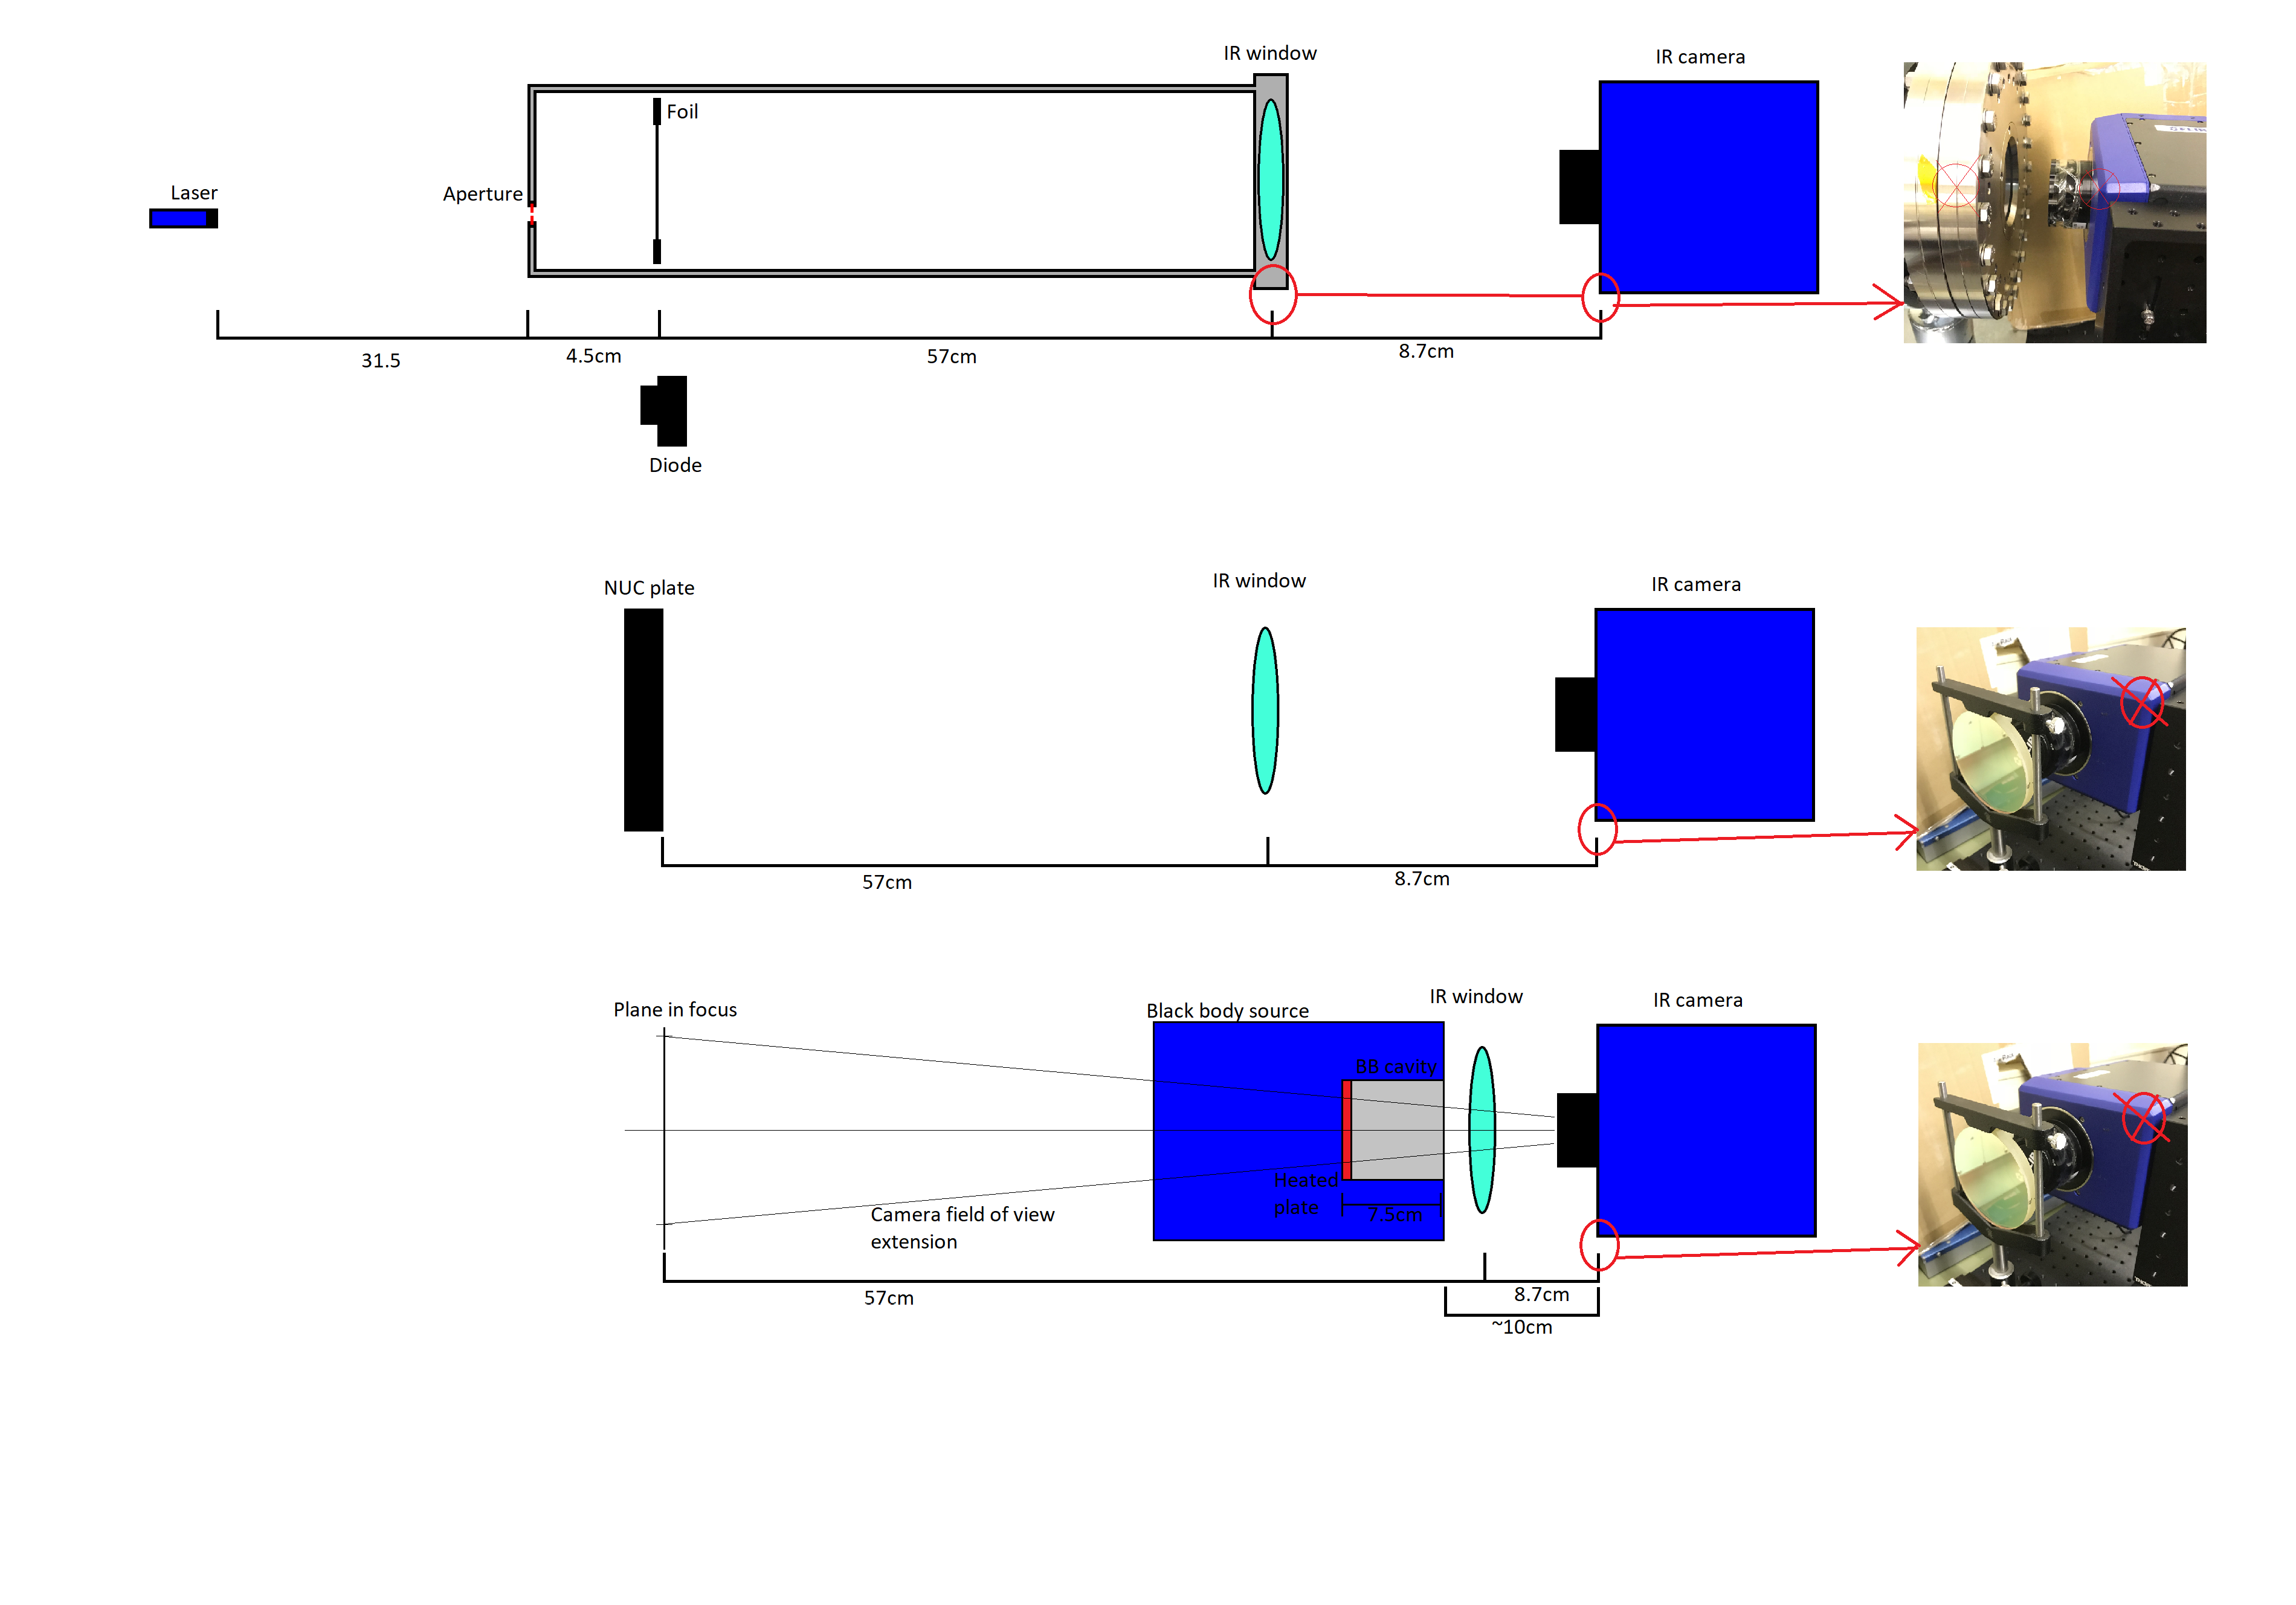 IR window
IR camera
Foil
Laser
Aperture
31.5
4.5cm
57cm
8.7cm
Diode
NUC plate
IR window
IR camera
57cm
8.7cm
Plane in focus
Black body source
IR window
IR camera
BB cavity
Heated
plate
7.5cm
Camera field of view
extension
57cm
8.7cm
~10cm